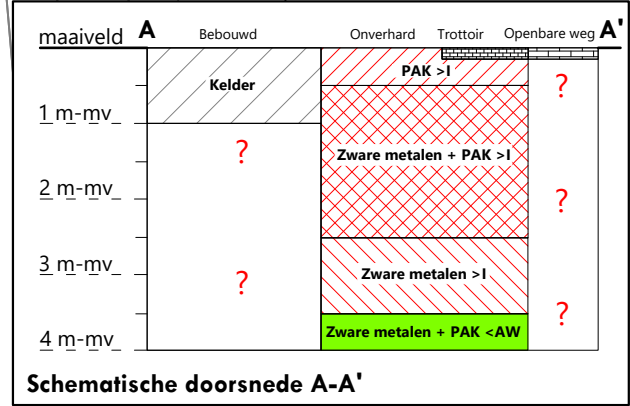 maaiveld A Bebouwd Onverhard Trottoir Openbare weg A'
PAK >I
Kelder
?
1 m-mv
?
Zware metalen + PAK >I
2 m-mv
?
3 m-mv
Zware metalen >I
?
?
4 m-mv
Zware metalen + PAK <AW
Schematische doorsnede A-A'